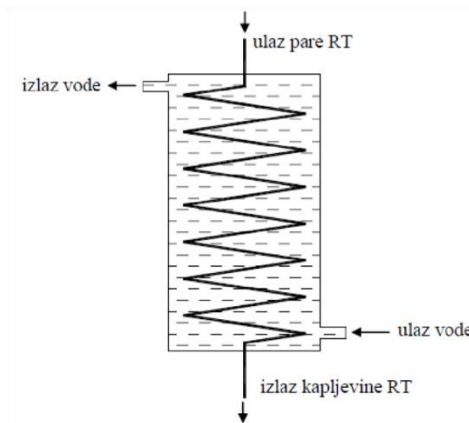 ulaz pare RT
izlaz vode
ulaz vode
izlaz kapljevine RT